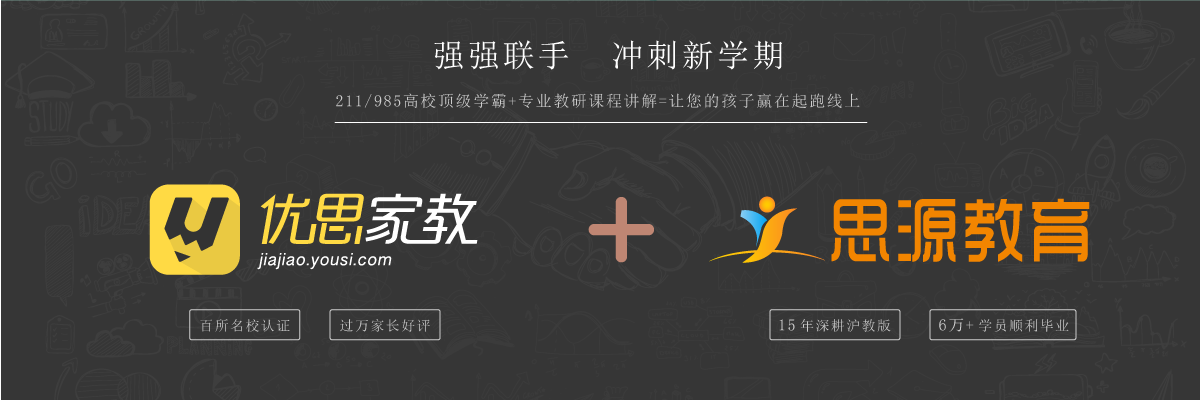 强强联手 冲刺新学期
211/985高校顶级学霸+专业教研课程讲解=让您的孩子赢在起跑线上
优思家教
jiajiao.yousi.com
+
思源教育
百所名校认证
过万家长好评
15年深耕沪教版
6万+学员顺利毕业
GO
IDEA
IDEA